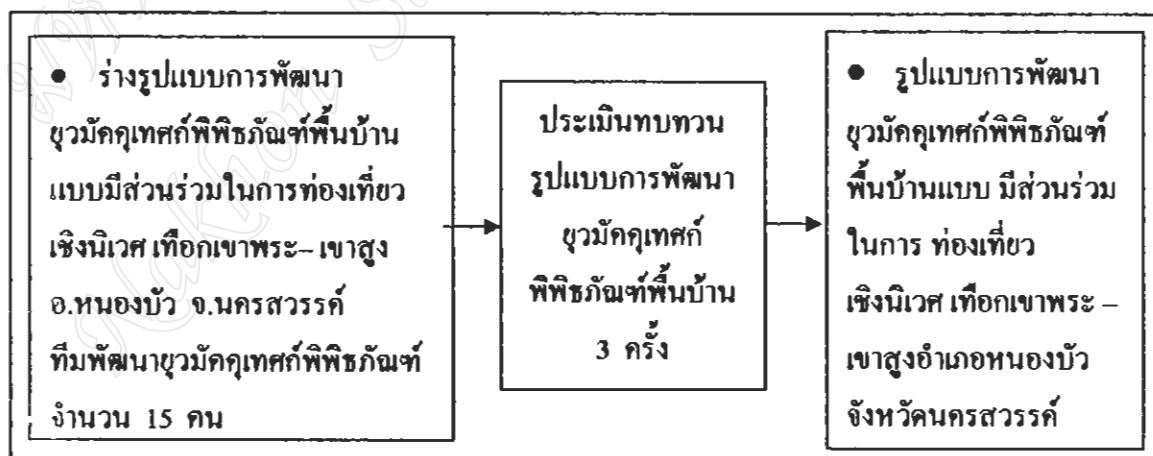 ● ร่างรูปแบบการพัฒนา
ยุวมัคคุเทศก์พิพิธภัณฑ์พื้นบ้าน
แบบมีส่วนร่วมในการท่องเที่ยว
เชิงนิเวศ เทือกเขาพระ– เขาสูง
อ.หนองบัว จ.นครสวรรค์
ทีมพัฒนายุวมัคคุเทศก์พิพิธภัณฑ์
จำนวน 15 คน
ประเมินทบทวน
รูปแบบการพัฒนา
ยุวมัคคุเทศก์
พิพิธภัณฑ์พื้นบ้าน
3 ครั้ง
● รูปแบบการพัฒนา
ยุวมัคคุเทศก์พิพิธภัณฑ์
พื้นบ้านแบบ มีส่วนร่วม
ในการ ท่องเที่ยว
เชิงนิเวศ เทือกเขาพระ –
เขาสูงอำเภอหนองบัว
จังหวัดนครสวรรค์
Nakhon